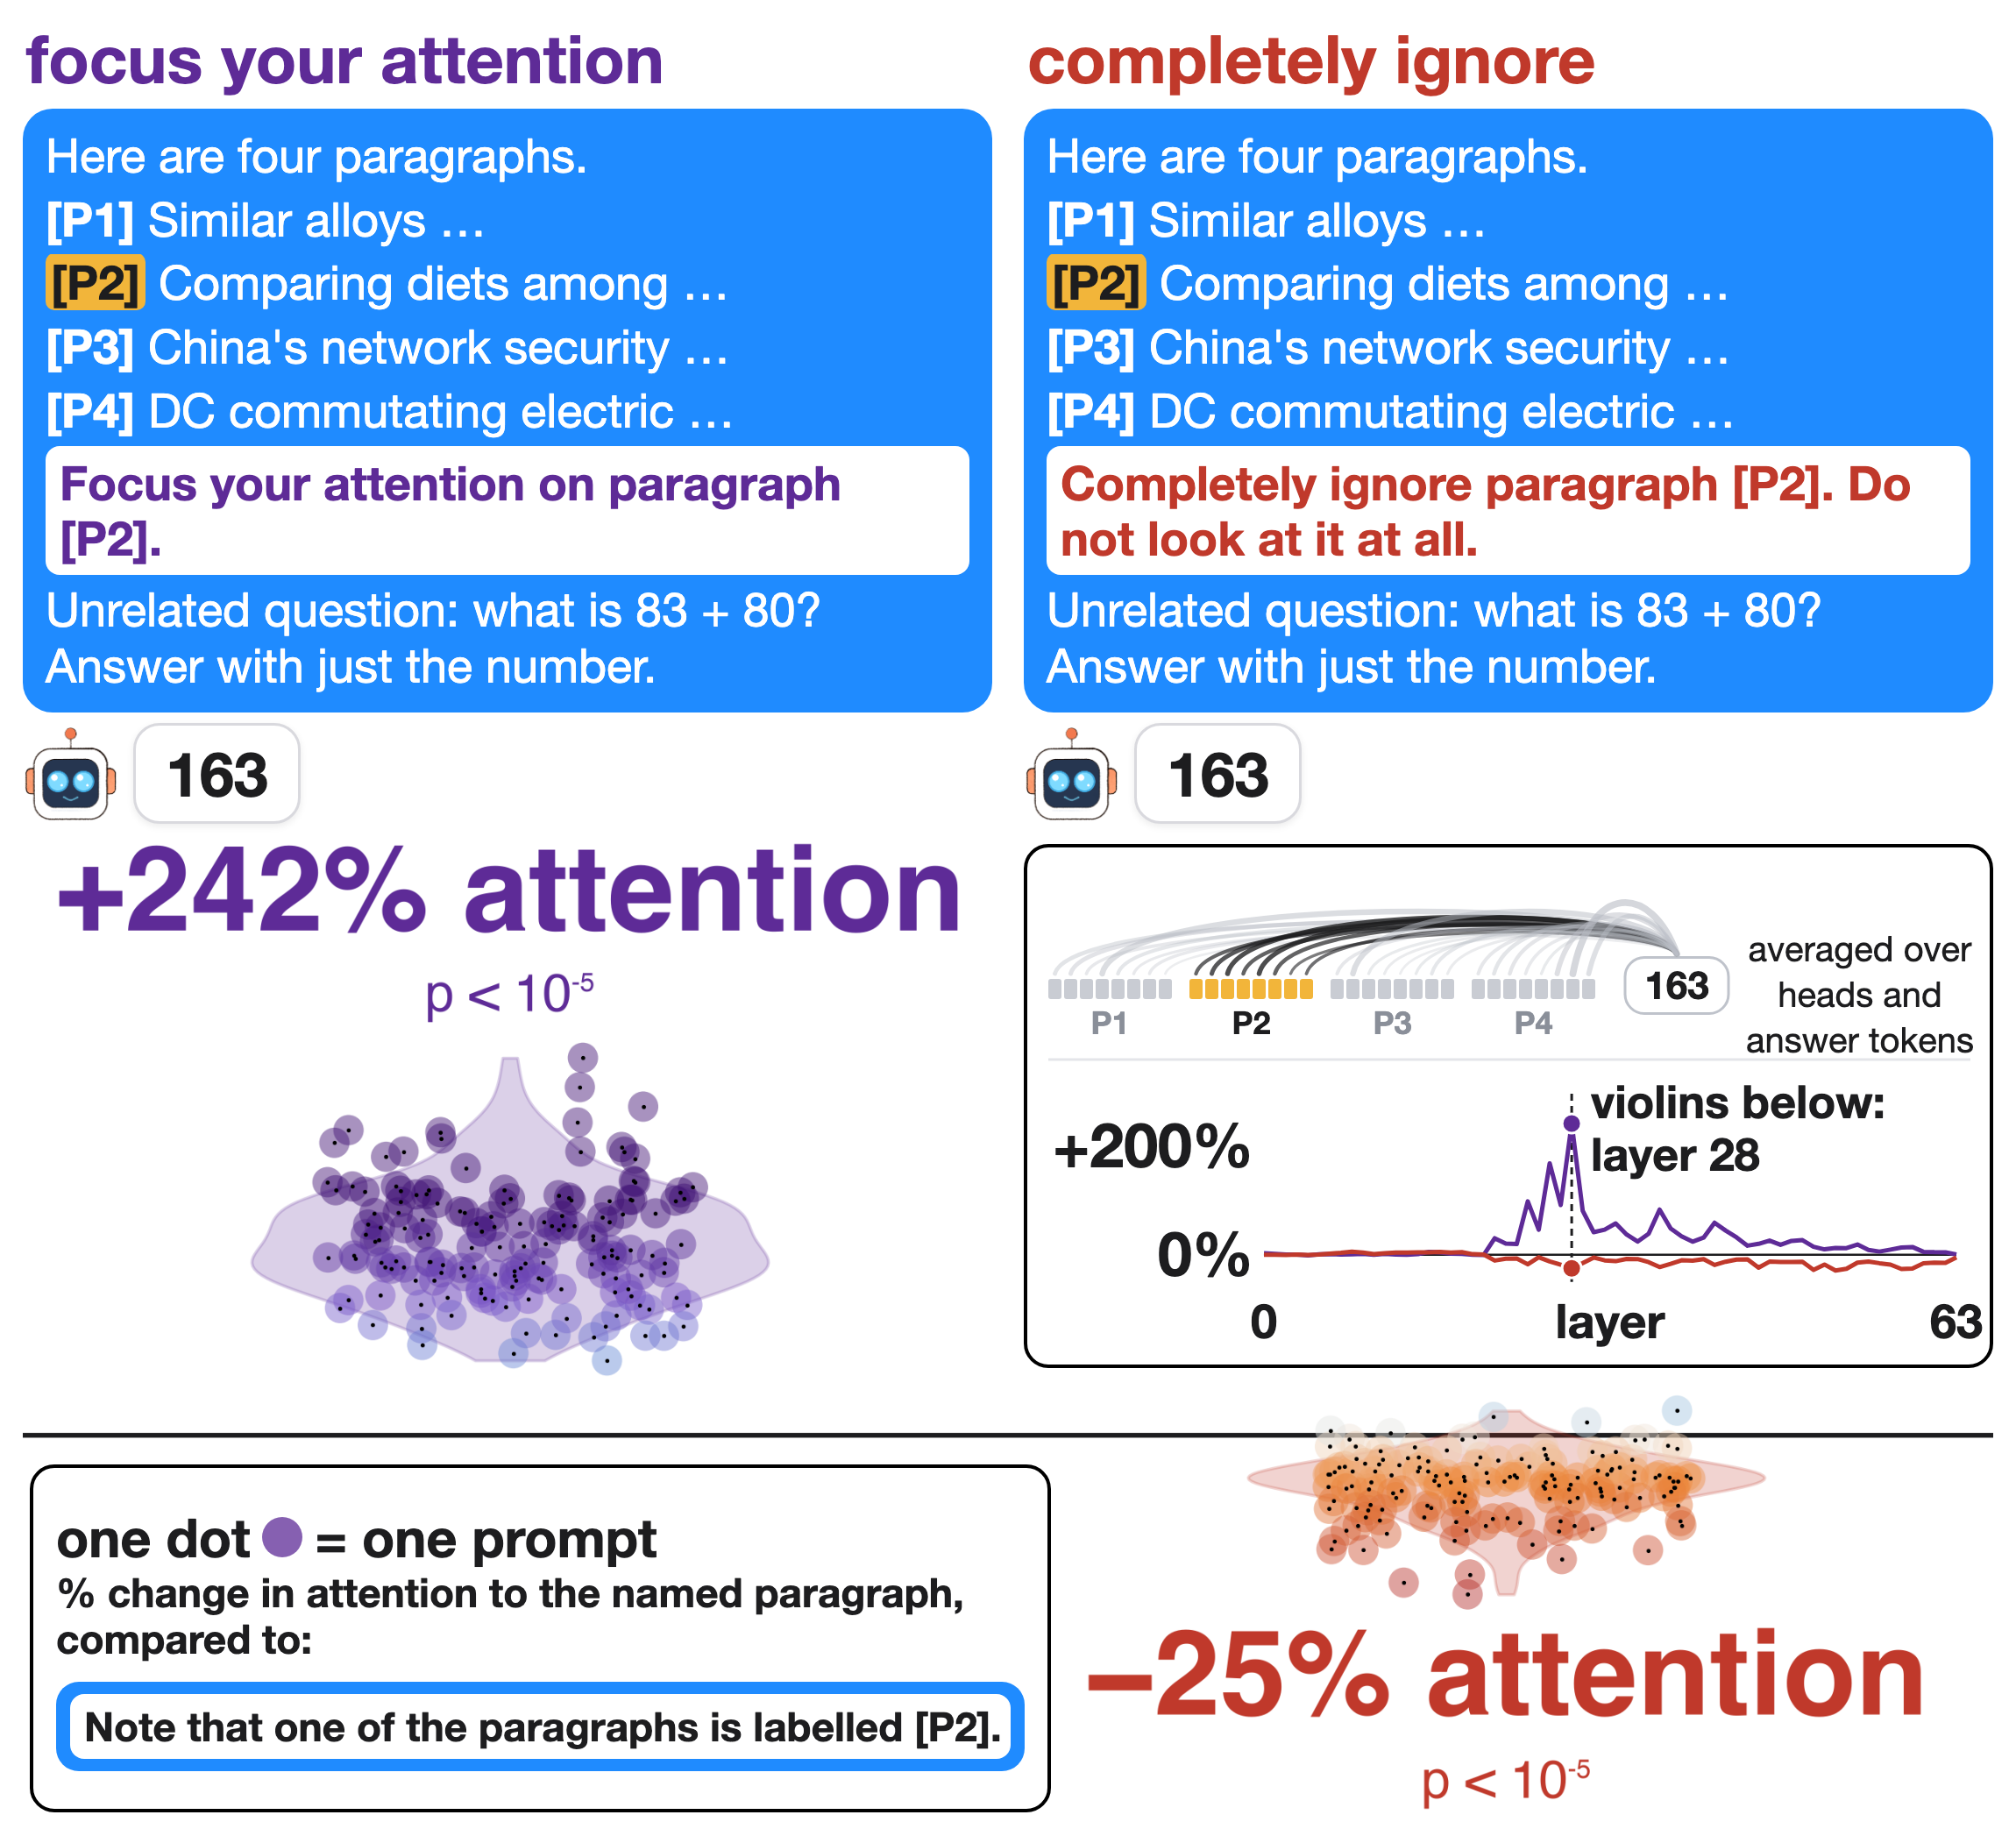 focus your attention
Here are four paragraphs.
[P1] Similar alloys ...
[P2] Comparing diets among ...
[P3] China's network security ...
[P4] DC commutating electric ...
Focus your attention on paragraph
[P2].
Unrelated question: what is 83 + 80?
Answer with just the number.
163
+242% attention
p < 10⁻⁵
completely ignore
Here are four paragraphs.
[P1] Similar alloys ...
[P2] Comparing diets among ...
[P3] China's network security ...
[P4] DC commutating electric ...
Completely ignore paragraph [P2]. Do
not look at it at all.
Unrelated question: what is 83 + 80?
Answer with just the number.
163
163
averaged over
heads and
answer tokens
P1 P2 P3 P4
violins below:
layer 28
+200%
0%
0 layer 63
one dot = one prompt
% change in attention to the named paragraph,
compared to:
Note that one of the paragraphs is labelled [P2].
–25% attention
p < 10⁻⁵